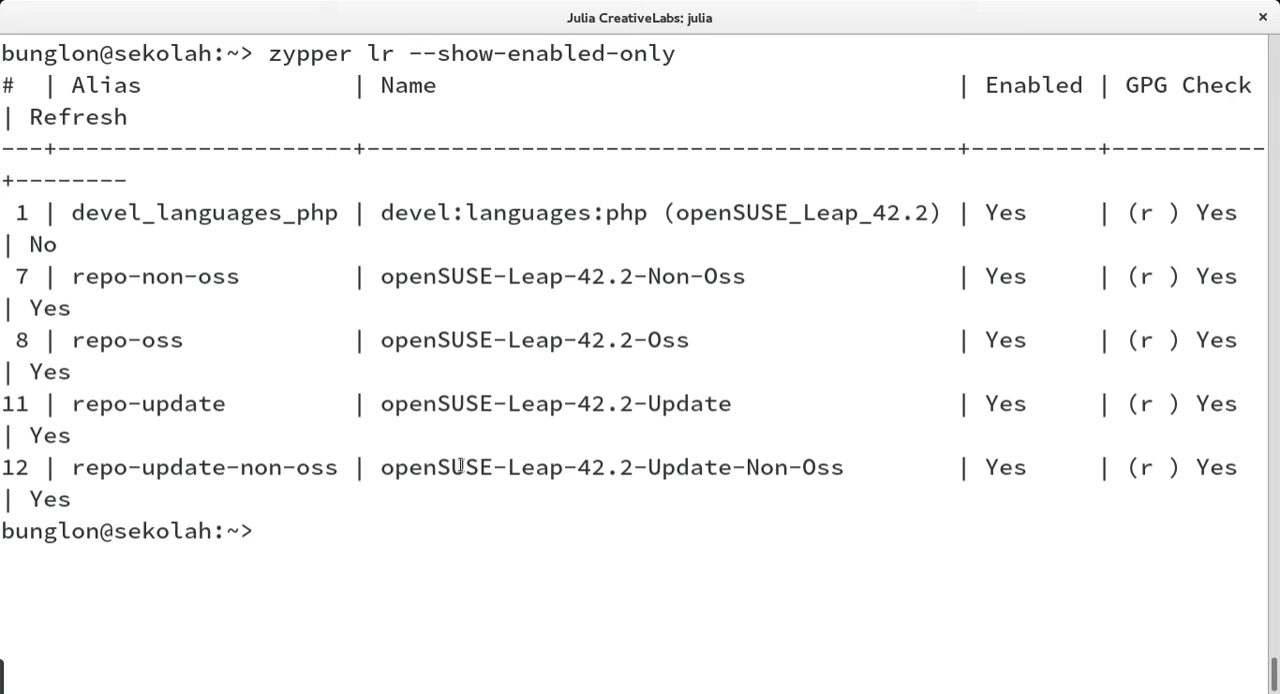 Julia CreativeLabs: julia
bunglon@sekolah:~> zypper lr --show-enabled-only
#  | Alias               | Name                                     | Enabled | GPG Check
| Refresh
---+---------------------+------------------------------------------+---------+-----------
+--------
 1 | devel_languages_php | devel:languages:php (openSUSE_Leap_42.2) | Yes     | (r ) Yes
| No
 7 | repo-non-oss        | openSUSE-Leap-42.2-Non-Oss               | Yes     | (r ) Yes
| Yes
 8 | repo-oss            | openSUSE-Leap-42.2-Oss                   | Yes     | (r ) Yes
| Yes
11 | repo-update         | openSUSE-Leap-42.2-Update                | Yes     | (r ) Yes
| Yes
12 | repo-update-non-oss | openSUSE-Leap-42.2-Update-Non-Oss        | Yes     | (r ) Yes
| Yes
bunglon@sekolah:~>